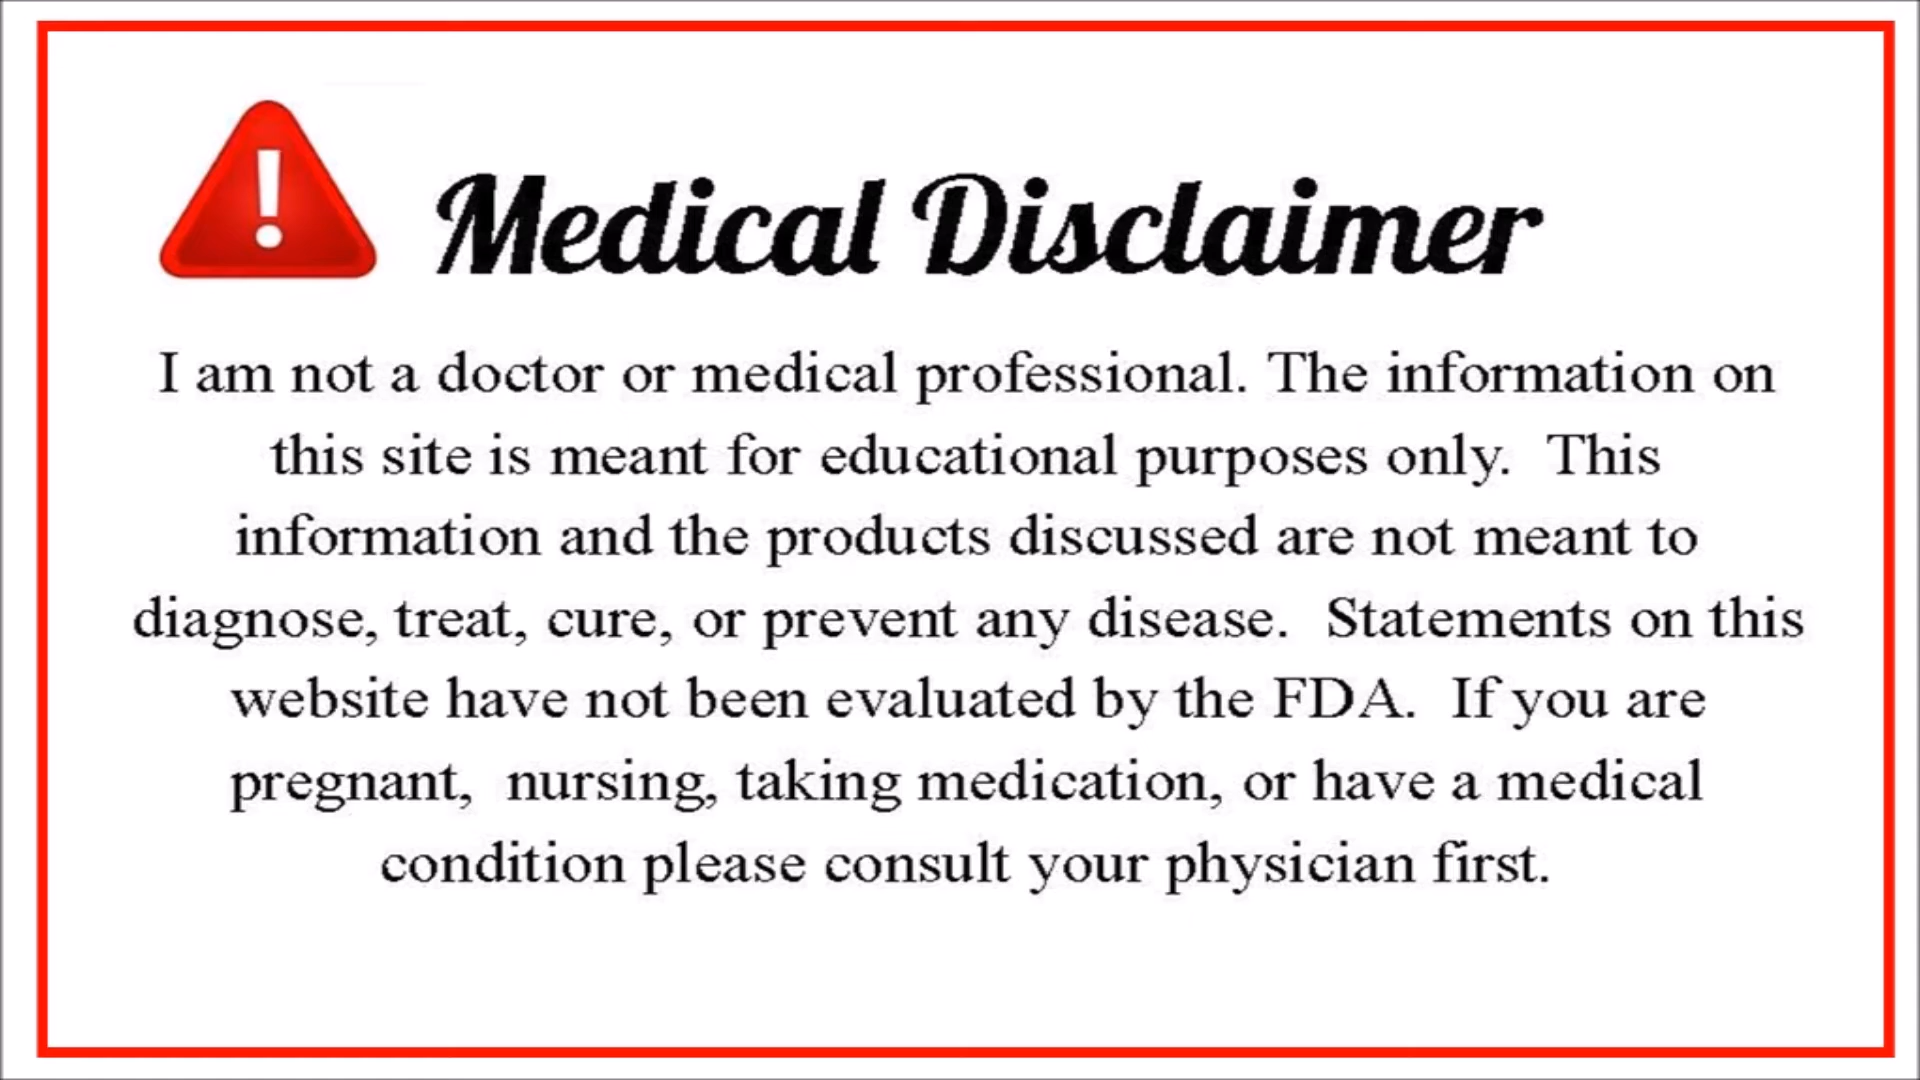 !
Medical Disclaimer
I am not a doctor or medical professional. The information on
this site is meant for educational purposes only.  This
information and the products discussed are not meant to
diagnose, treat, cure, or prevent any disease.  Statements on this
website have not been evaluated by the FDA.  If you are
pregnant,  nursing, taking medication, or have a medical
condition please consult your physician first.